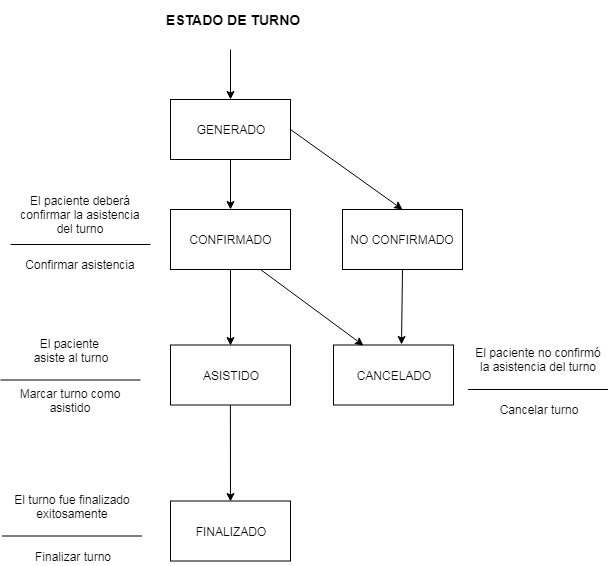 ESTADO DE TURNO
GENERADO
El paciente deberá
confirmar la asistencia
del turno
Confirmar asistencia
CONFIRMADO
NO CONFIRMADO
El paciente
asiste al turno
Marcar turno como
asistido
ASISTIDO
CANCELADO
El paciente no confirmó
la asistencia del turno
Cancelar turno
El turno fue finalizado
exitosamente
Finalizar turno
FINALIZADO